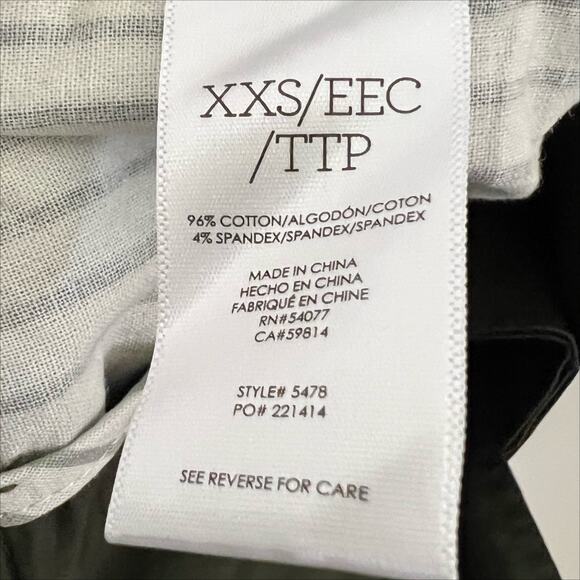 XXS/EEC
/TTP
96% COTTON/ALGODÓN/COTON
4% SPANDEX/SPANDEX/SPANDEX
MADE IN CHINA
HECHO EN CHINA
FABRIQUÉ EN CHINE
RN#54077
CA#59814
STYLE# 5478
PO# 221414
SEE REVERSE FOR CARE